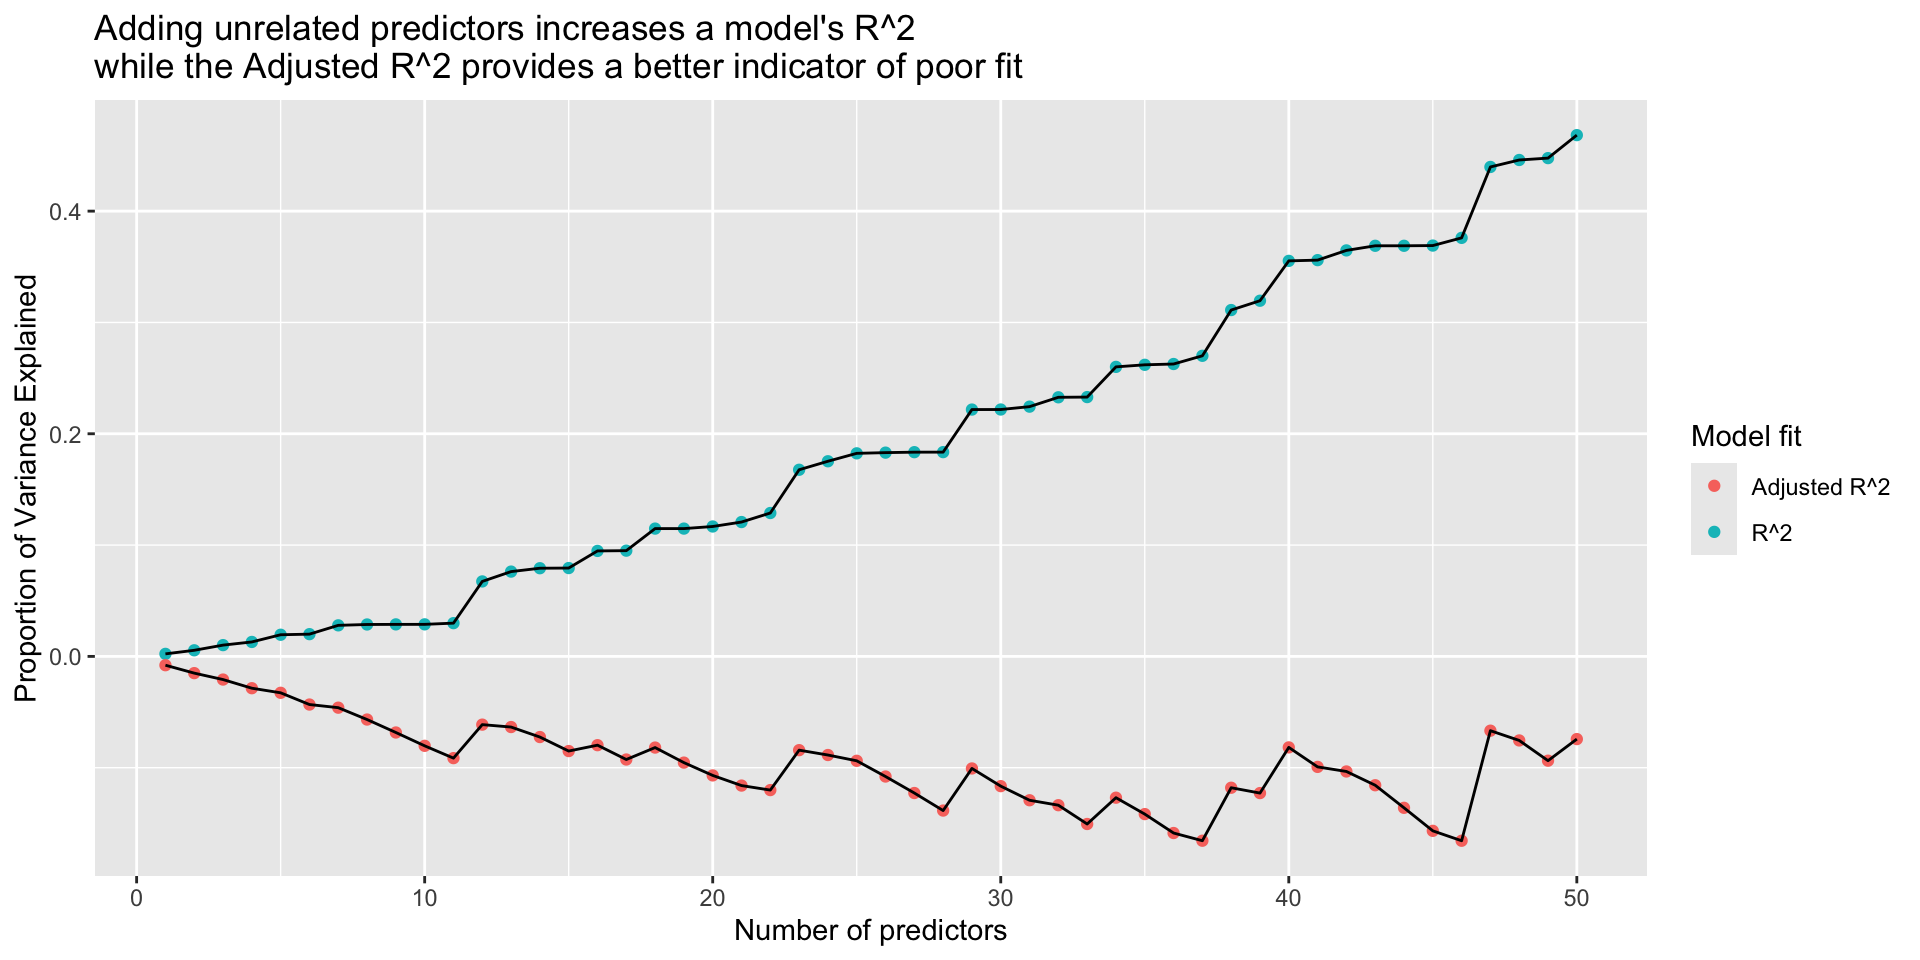 Adding unrelated predictors increases a model's R^2
while the Adjusted R^2 provides a better indicator of poor fit
Proportion of Variance Explained
0.4
0.2
0.0
0
10
20
30
40
50
Number of predictors
Model fit
Adjusted R^2
R^2